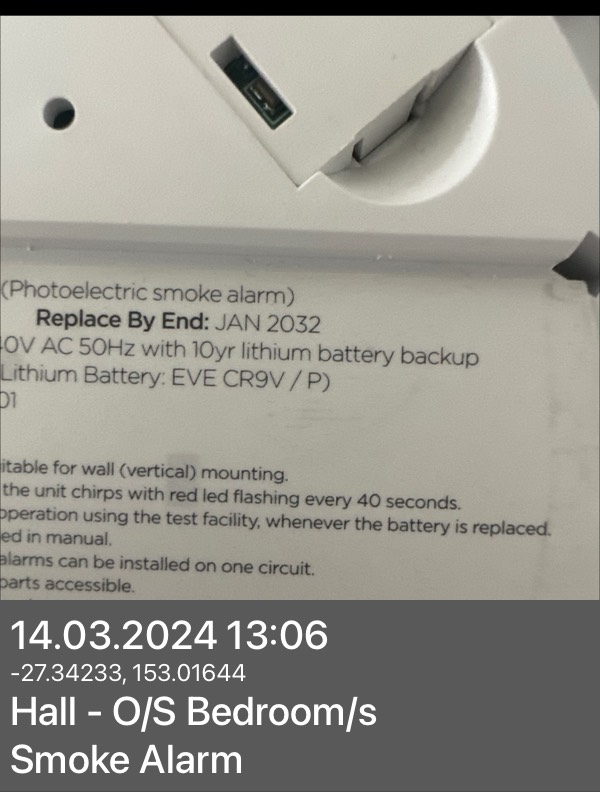 (Photoelectric smoke alarm)
Replace By End: JAN 2032
0V AC 50Hz with 10yr lithium battery backup
Lithium Battery: EVE CR9V / P)
01
itable for wall (vertical) mounting.
the unit chirps with red led flashing every 40 seconds.
operation using the test facility, whenever the battery is replaced.
ed in manual.
alarms can be installed on one circuit.
parts accessible.
14.03.2024 13:06
-27.34233, 153.01644
Hall - O/S Bedroom/s
Smoke Alarm